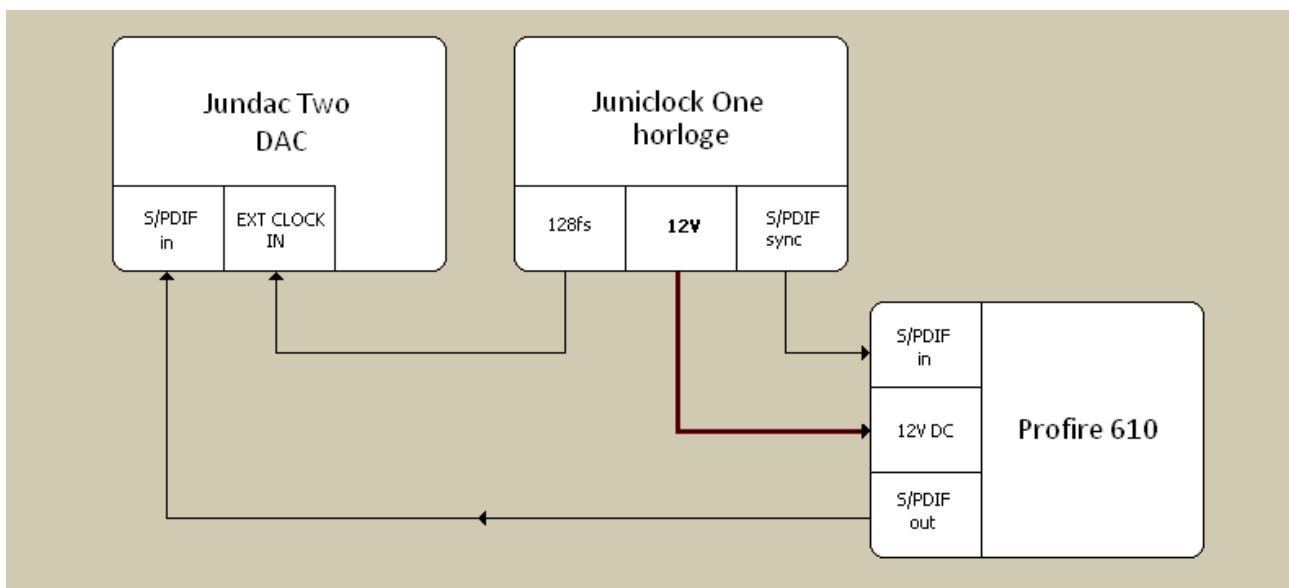 Jundac Two
DAC
S/PDIF
in
EXT CLOCK
IN
Juniclock One
horloge
128fs
12V
S/PDIF
sync
S/PDIF
in
12V DC
S/PDIF
out
Profire 610